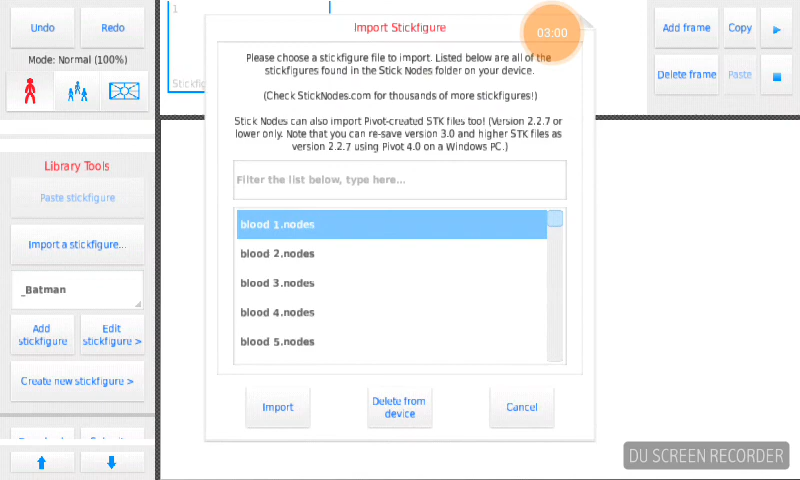 Undo
Redo
Mode: Normal (100%)
Library Tools
Paste stickfigure
Import a stickfigure...
_Batman
Add
stickfigure
Edit
stickfigure >
Create new stickfigure >
1
Import Stickfigure
03:00
Please choose a stickfigure file to import. Listed below are all of the
stickfigures found in the Stick Nodes folder on your device.
(Check StickNodes.com for thousands of more stickfigures!)
Stick Nodes can also import Pivot-created STK files too! (Version 2.2.7 or
lower only. Note that you can re-save version 3.0 and higher STK files as
version 2.2.7 using Pivot 4.0 on a Windows PC.)
Filter the list below, type here...
blood 1.nodes
blood 2.nodes
blood 3.nodes
blood 4.nodes
blood 5.nodes
Import
Delete from
device
Cancel
Add frame
Copy
Delete frame
Paste
DU SCREEN RECORDER